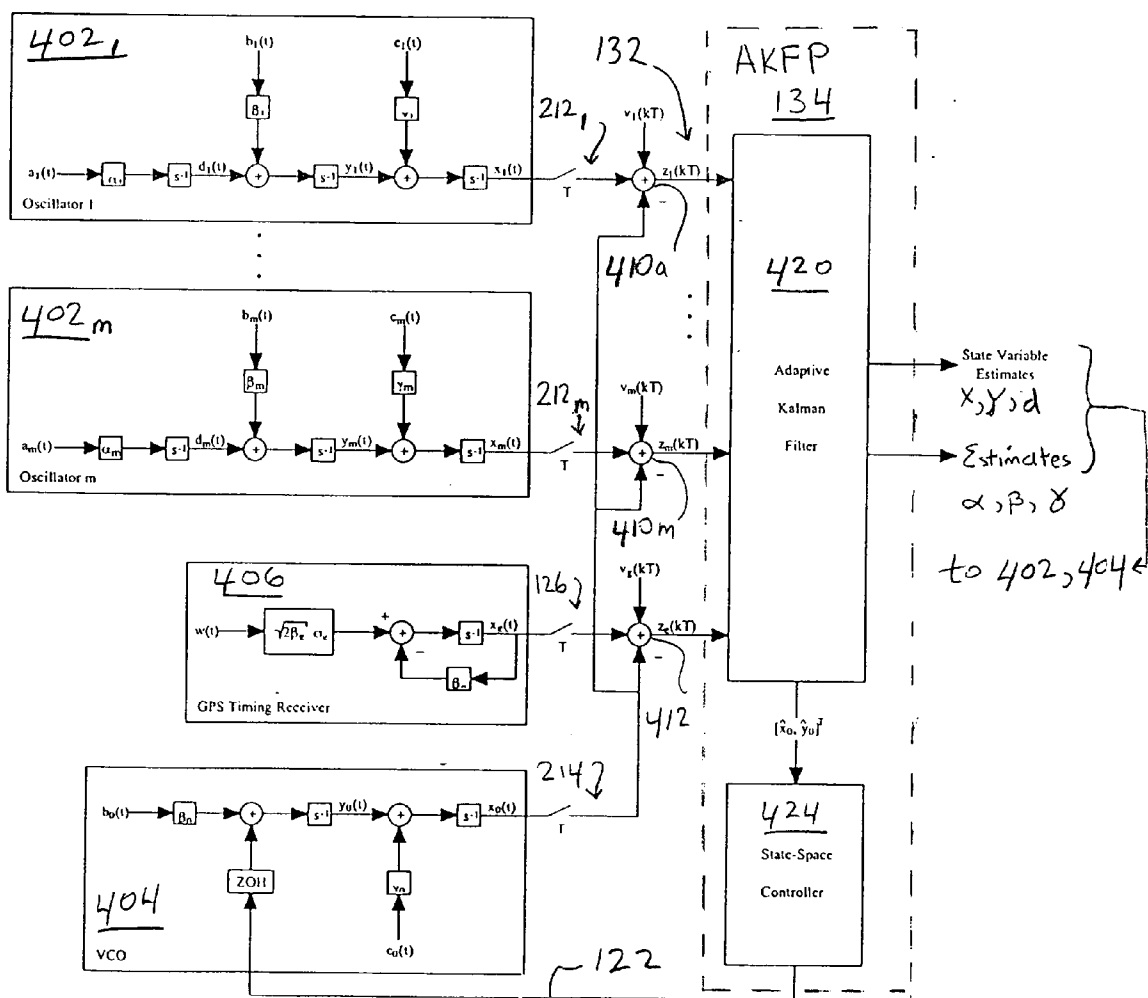 402₁
b₁(t)
c₁(t)
β₁
γ₁
a₁(t)
α₁
s⁻¹
d₁(t)
+
s⁻¹
y₁(t)
+
s⁻¹
x₁(t)
Oscillator 1
212₁
T
132
v₁(kT)
+
z₁(kT)
−
410a
AKFP
134
402m
bm(t)
cm(t)
βm
γm
am(t)
αm
s⁻¹
dm(t)
+
s⁻¹
ym(t)
+
s⁻¹
xm(t)
Oscillator m
212m
T
vm(kT)
+
zm(kT)
−
410m
420
Adaptive
Kalman
Filter
State Variable
Estimates
x, y, d
Estimates
α, β, γ
to 402, 404
406
w(t)
√2βg σg
+
+
−
s⁻¹
xg(t)
βg
GPS Timing Receiver
126
T
vg(kT)
+
zg(kT)
−
412
[x̂₀, ŷ₀]ᵀ
b₀(t)
β₀
+
s⁻¹
y₀(t)
+
s⁻¹
x₀(t)
214
T
ZOH
γ₀
c₀(t)
404
VCO
424
State-Space
Controller
122